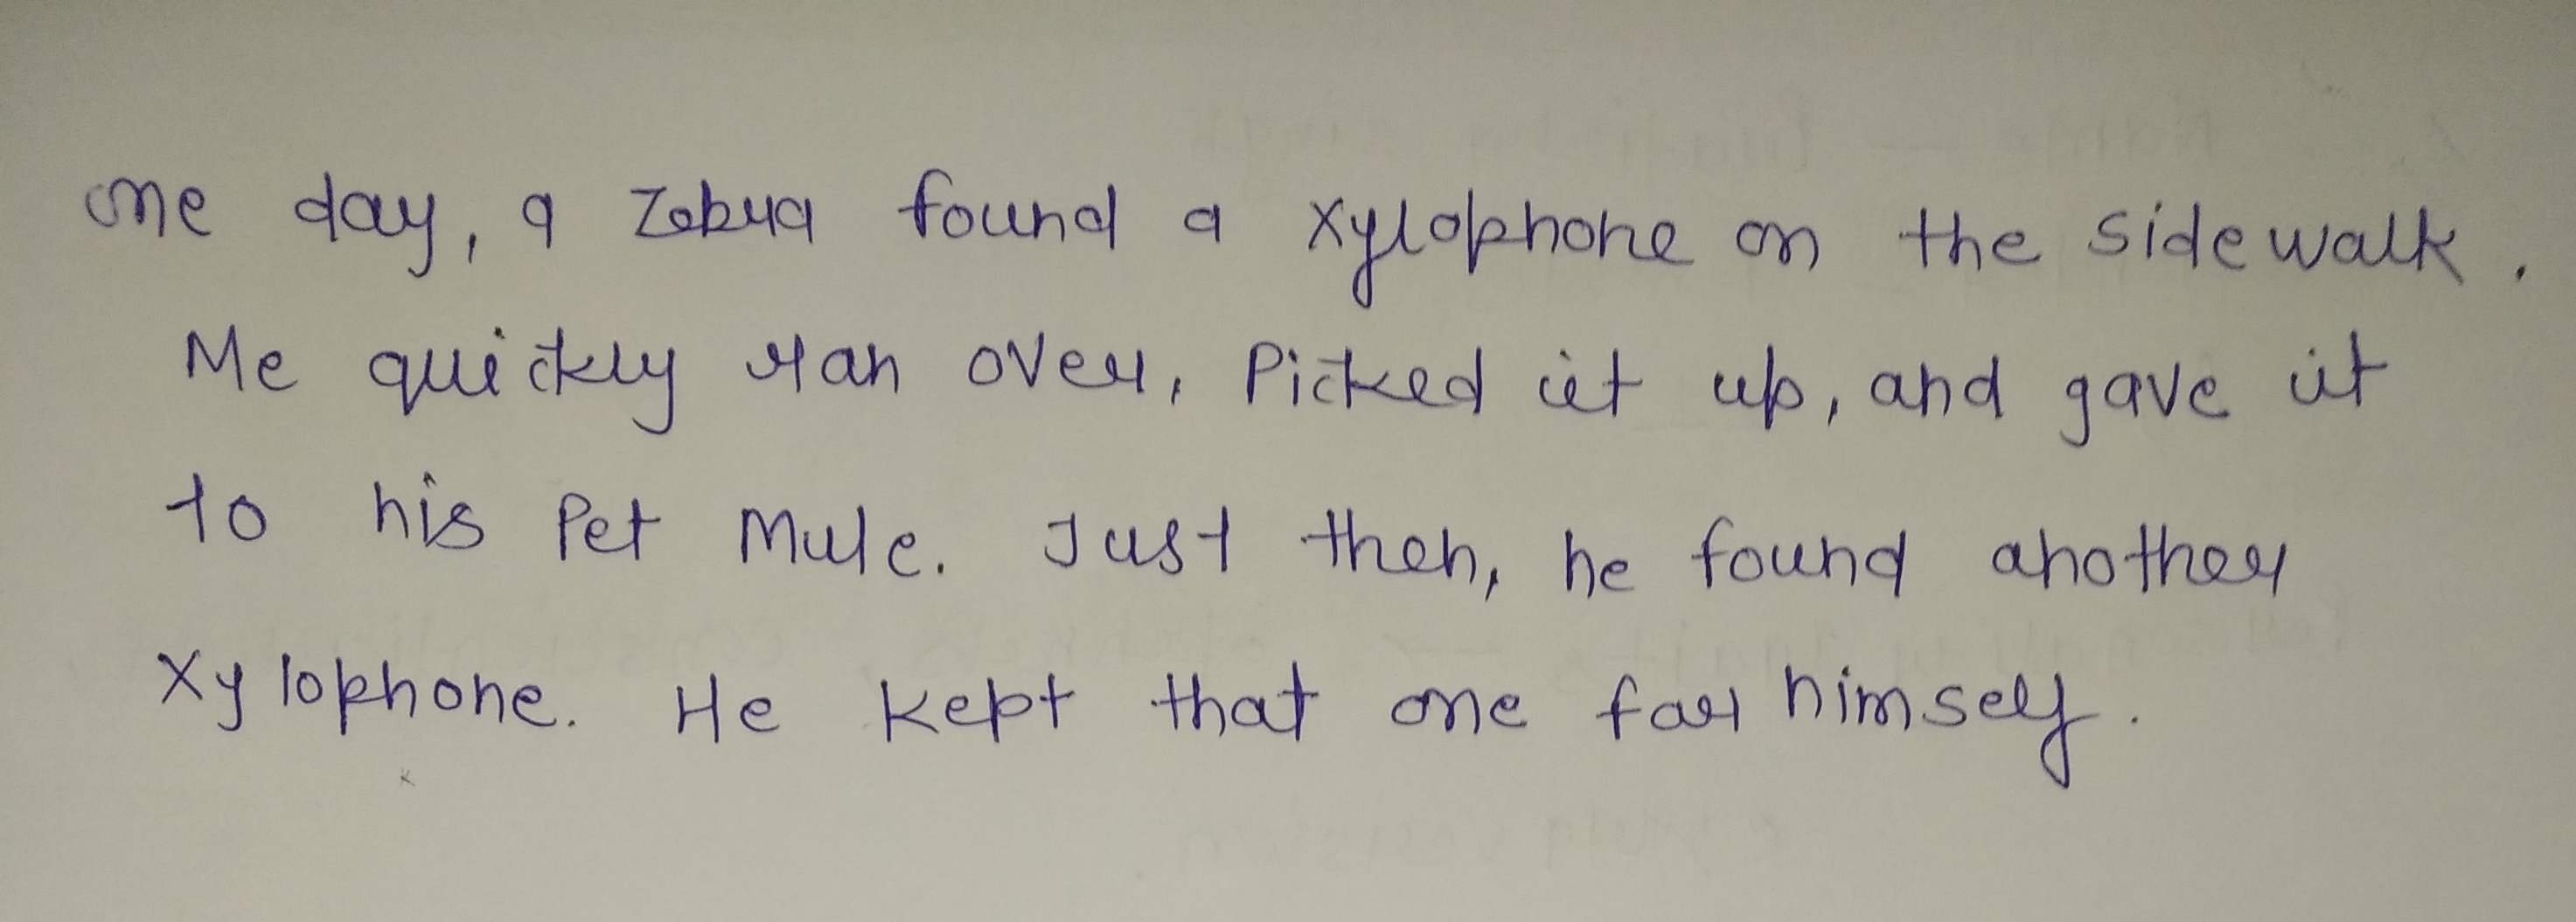 one day, a Zebra found a xylophone on the sidewalk.
Me quickly ran over, Picked it up, and gave it
to his Pet Mule. Just then, he found another
Xylophone. He kept that one for himself.